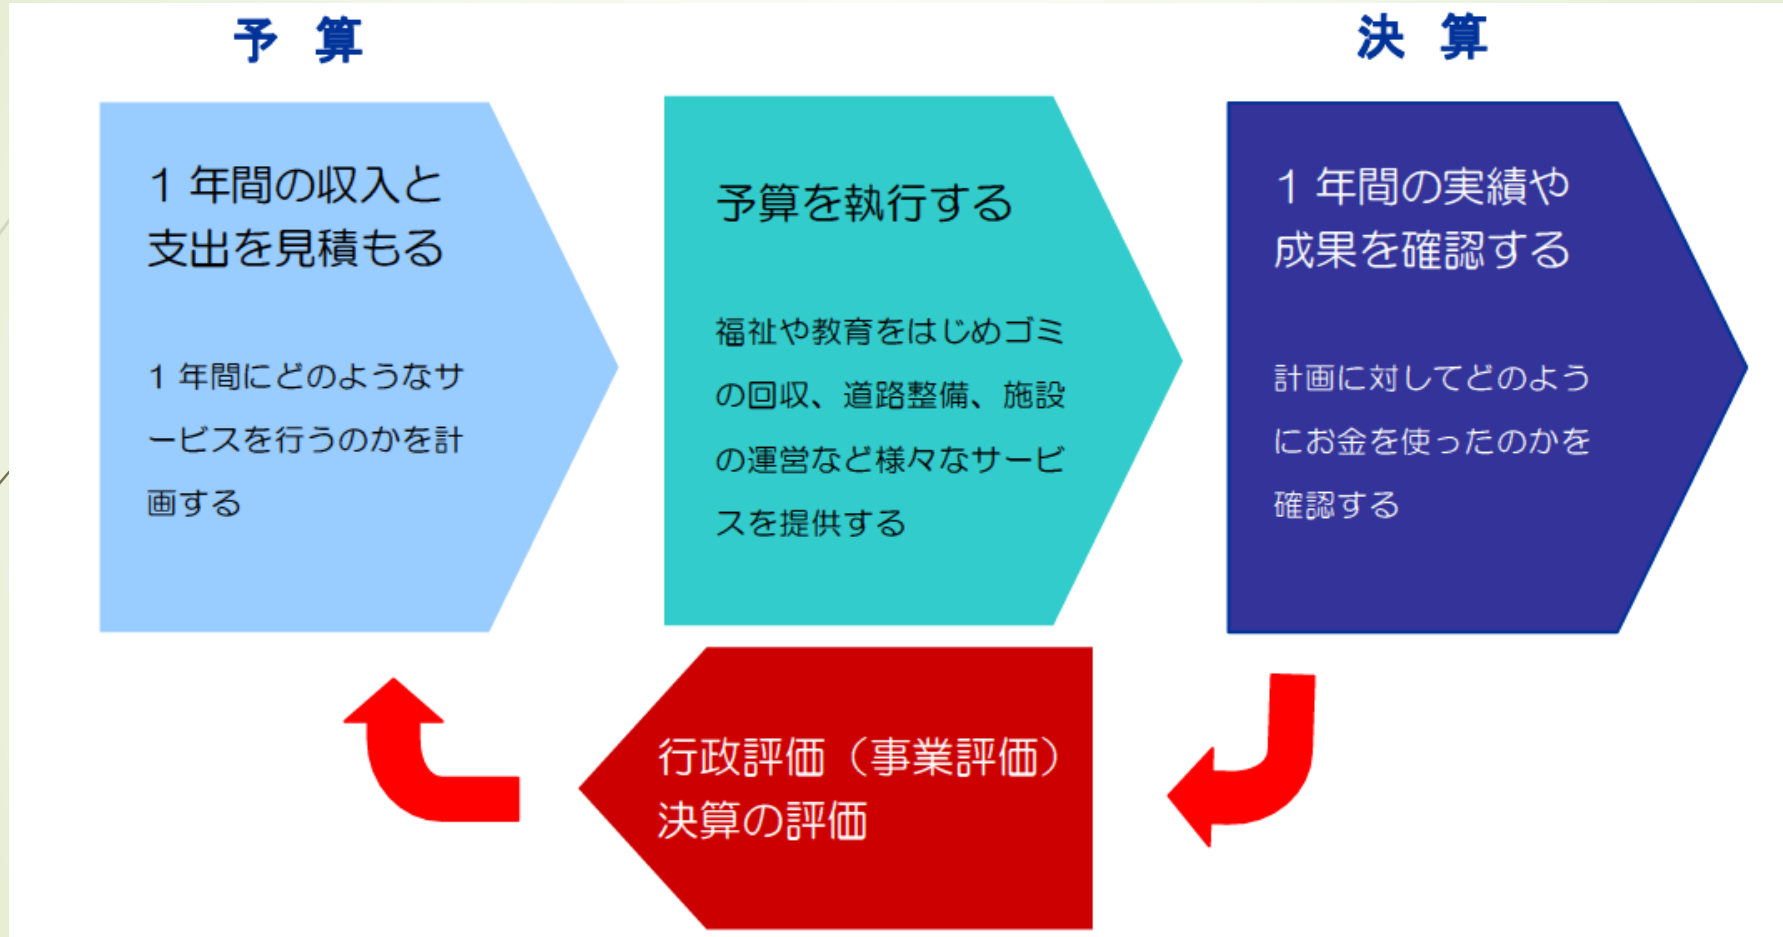 予 算
決 算
1 年間の収入と
支出を見積もる
1 年間にどのようなサ
ービスを行うのかを計
画する
予算を執行する
福祉や教育をはじめゴミ
の回収、道路整備、施設
の運営など様々なサービ
スを提供する
1 年間の実績や
成果を確認する
計画に対してどのよう
にお金を使ったのかを
確認する
行政評価（事業評価）
決算の評価